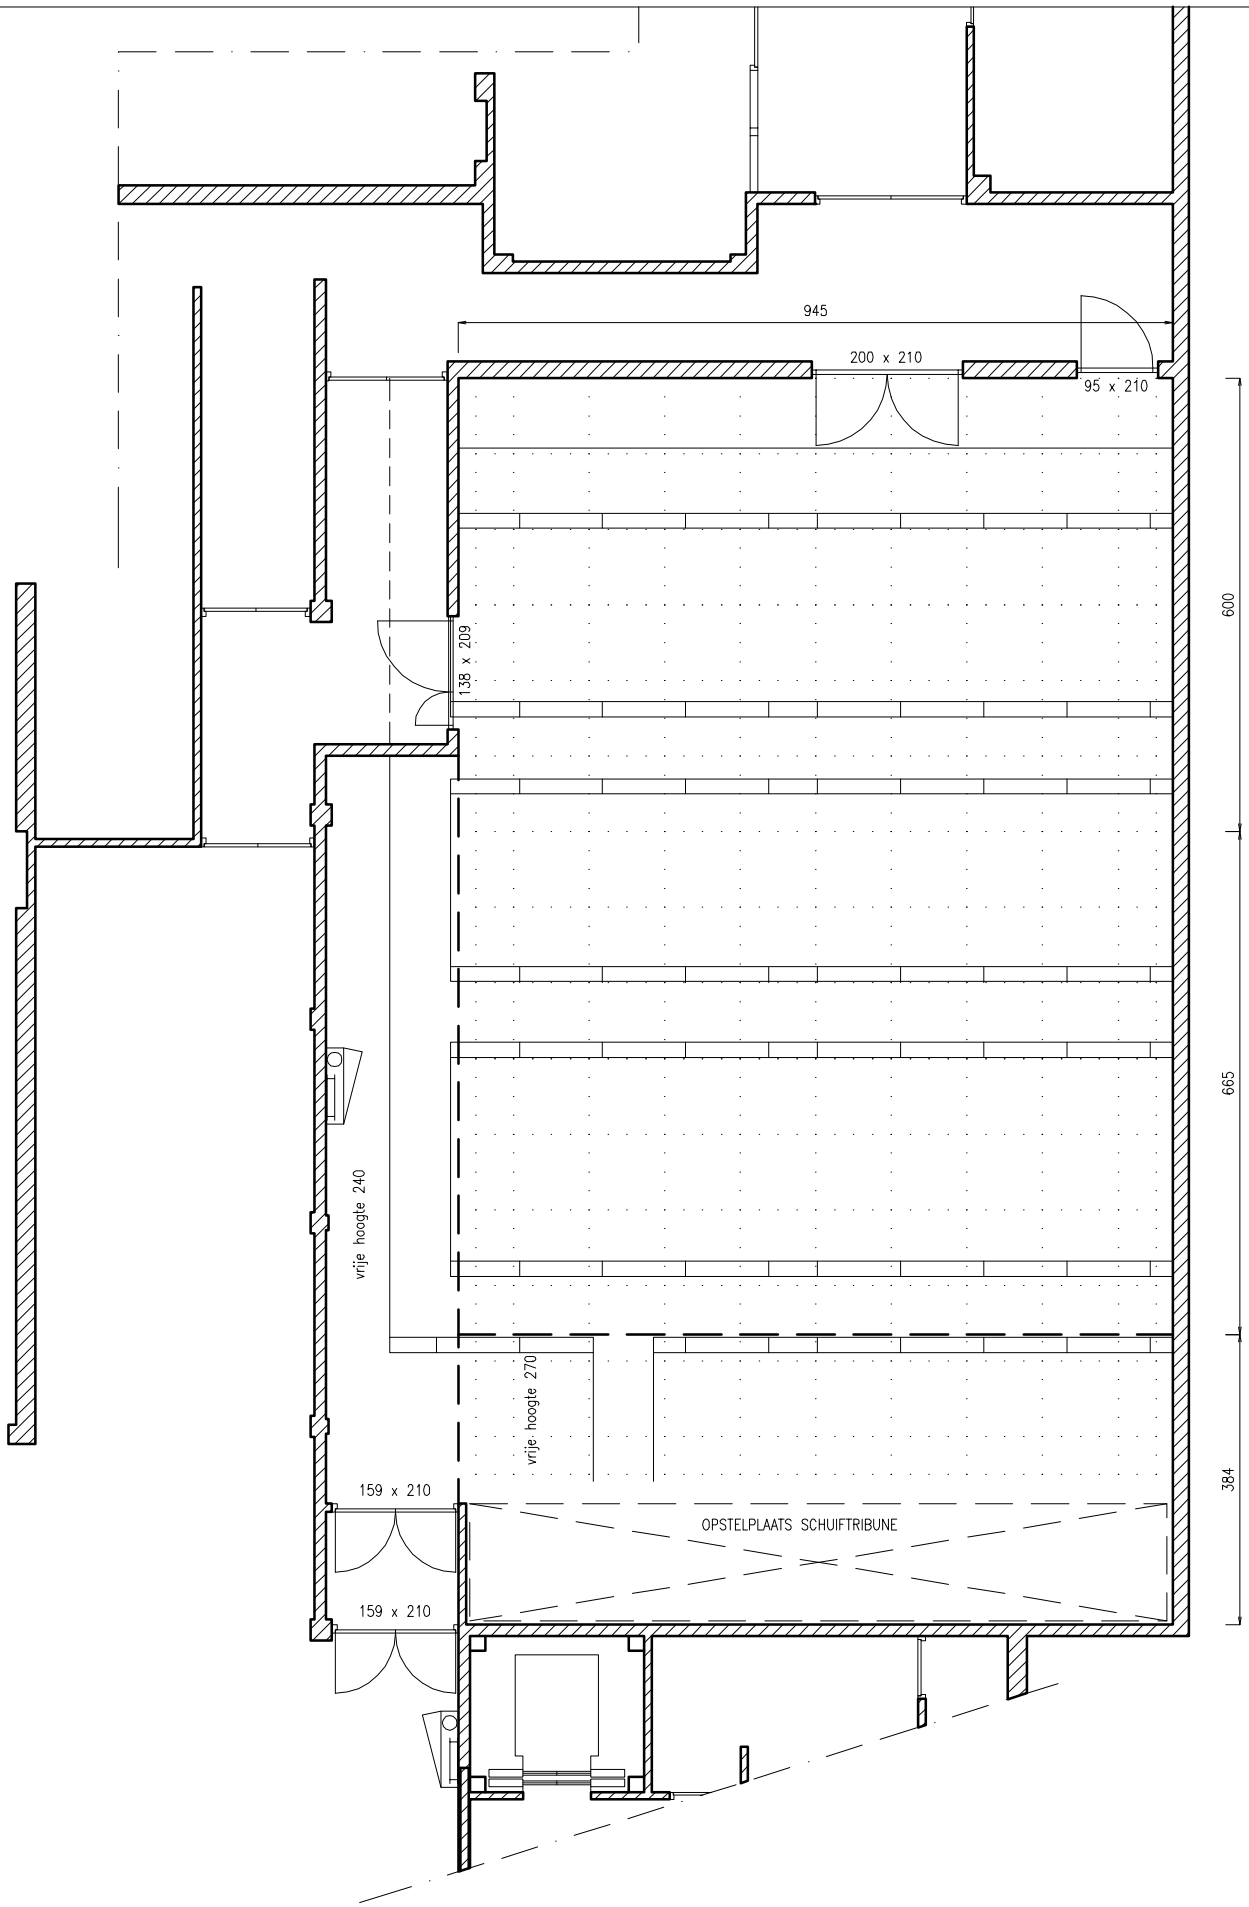 945
200 x 210
95 x 210
600
138 x 209
665
vrije hoogte 240
vrije hoogte 270
384
159 x 210
OPSTELPLAATS SCHUIFTRIBUNE
159 x 210